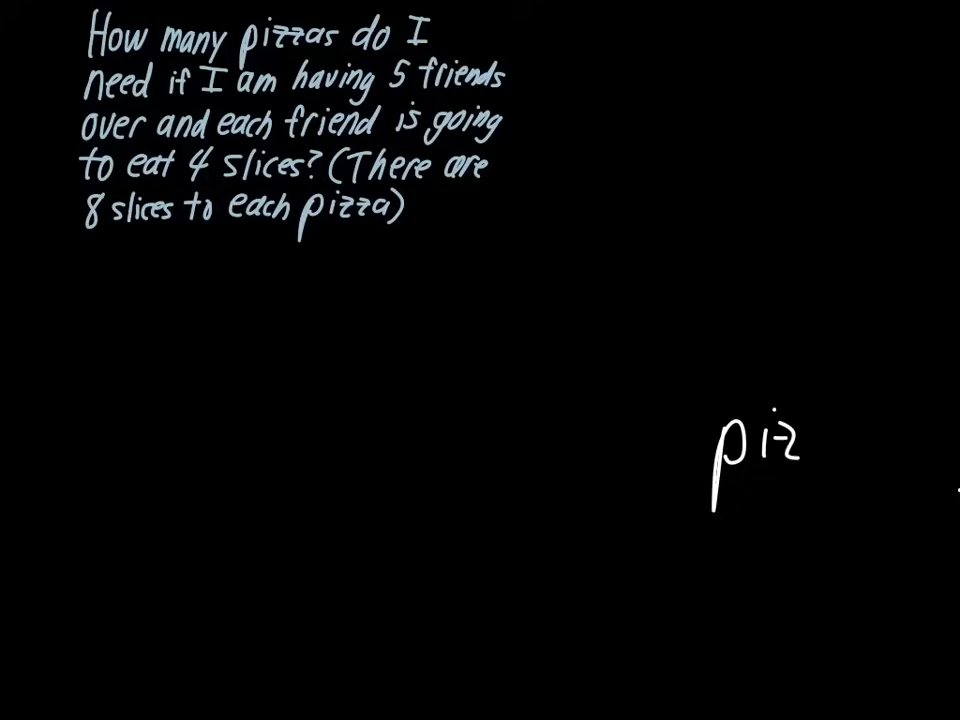 How many pizzas do I
need if I am having 5 friends
over and each friend is going
to eat 4 slices? (There are
8 slices to each pizza)
piz